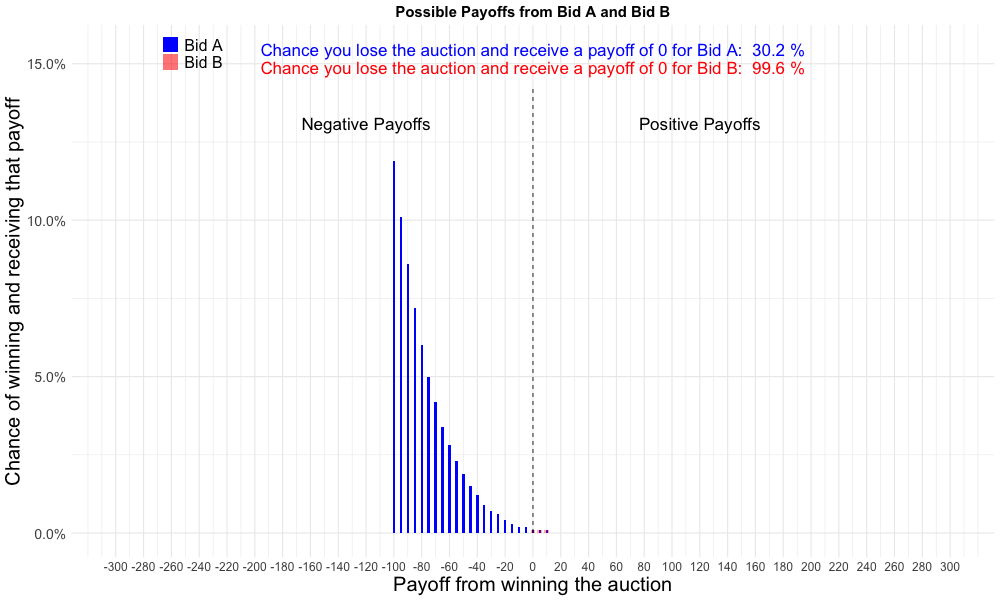 Possible Payoffs from Bid A and Bid B
Bid A
Bid B
Chance you lose the auction and receive a payoff of 0 for Bid A: 30.2 %
Chance you lose the auction and receive a payoff of 0 for Bid B: 99.6 %
Negative Payoffs
Positive Payoffs
Chance of winning and receiving that payoff
15.0%
10.0%
5.0%
0.0%
-300 -280 -260 -240 -220 -200 -180 -160 -140 -120 -100 -80 -60 -40 -20 0 20 40 60 80 100 120 140 160 180 200 220 240 260 280 300
Payoff from winning the auction